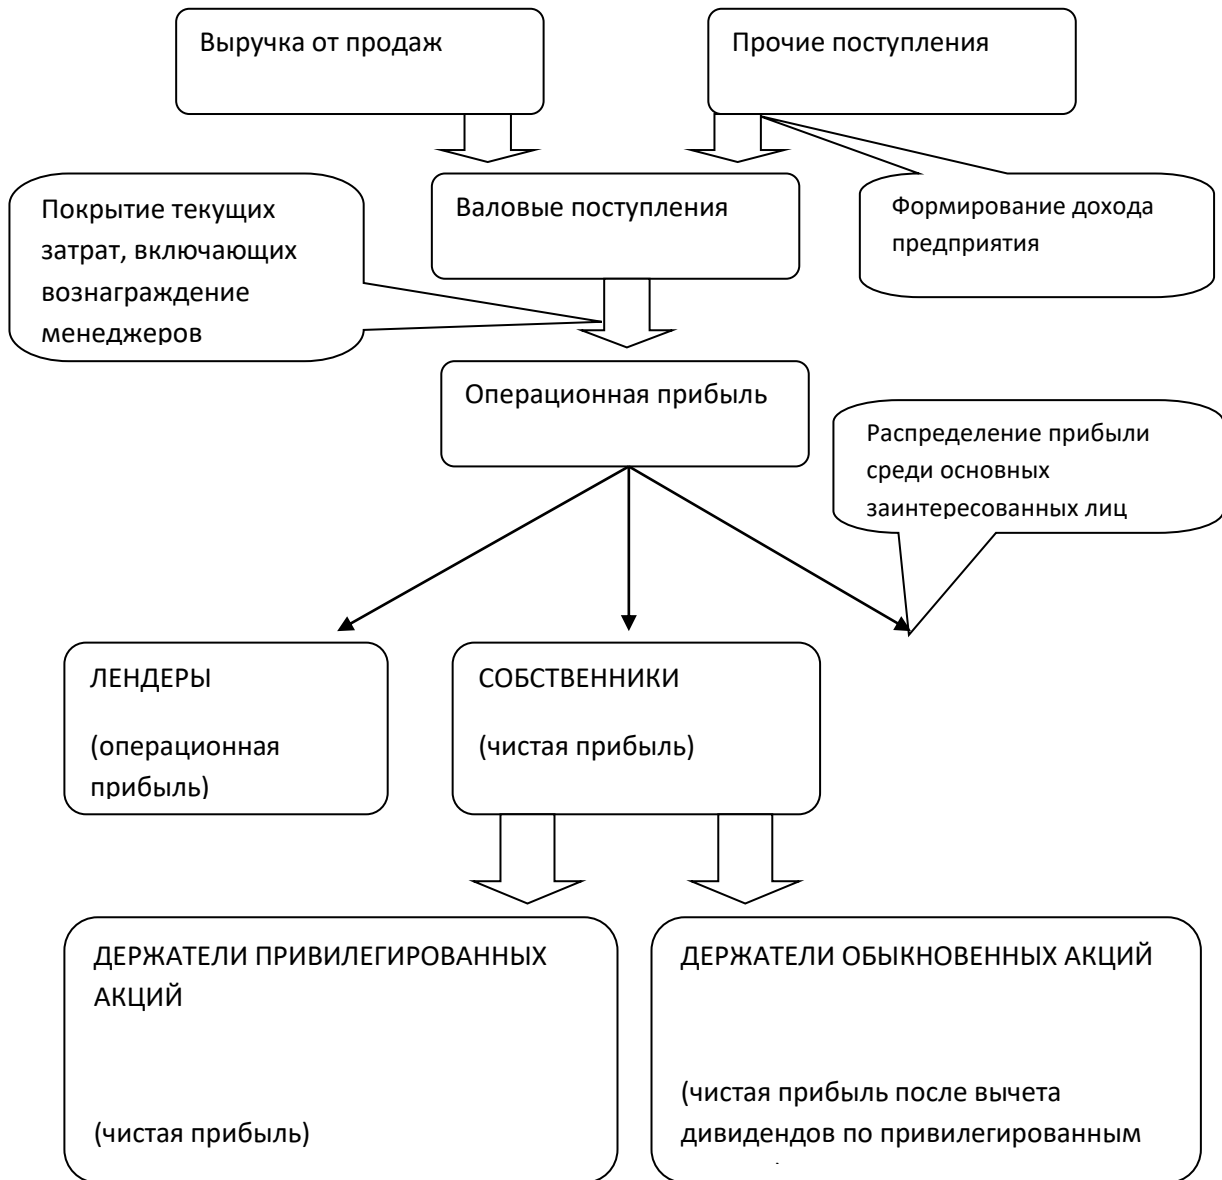 Выручка от продаж
Прочие поступления
Покрытие текущих
затрат, включающих
вознаграждение
менеджеров
Валовые поступления
Формирование дохода
предприятия
Операционная прибыль
Распределение прибыли
среди основных
заинтересованных лиц
ЛЕНДЕРЫ
(операционная
прибыль)
СОБСТВЕННИКИ
(чистая прибыль)
ДЕРЖАТЕЛИ ПРИВИЛЕГИРОВАННЫХ
АКЦИЙ
(чистая прибыль)
ДЕРЖАТЕЛИ ОБЫКНОВЕННЫХ АКЦИЙ
(чистая прибыль после вычета
дивидендов по привилегированным